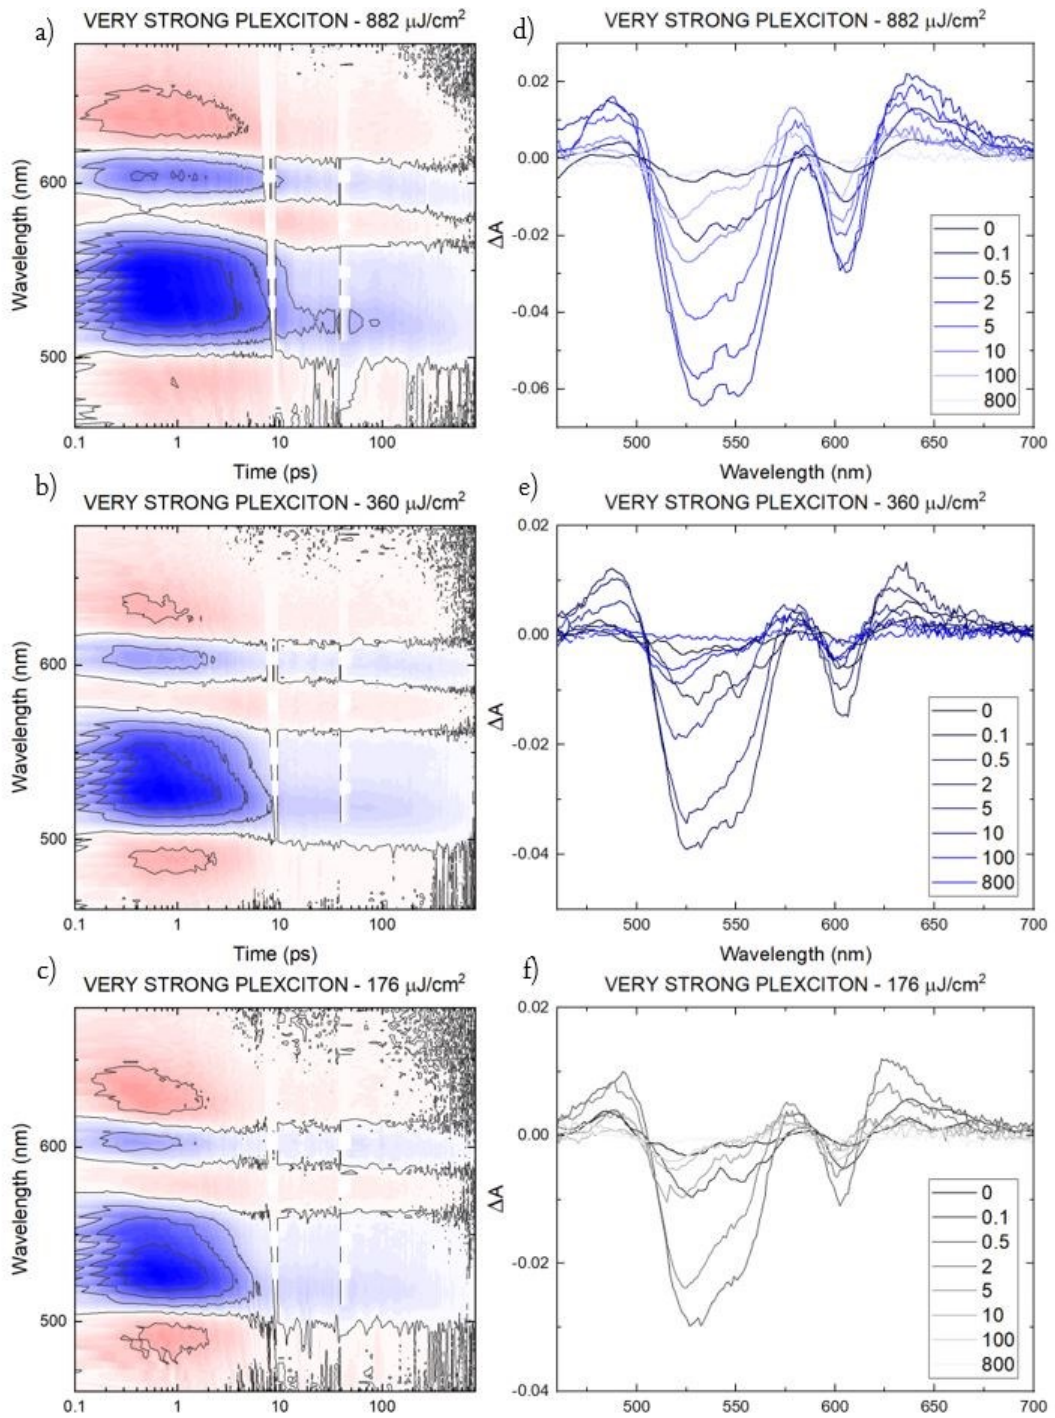 a) VERY STRONG PLEXCITON - 882 μJ/cm²
Wavelength (nm)
600
500
0.1 1 10 100
Time (ps)
d) VERY STRONG PLEXCITON - 882 μJ/cm²
ΔA
0.02
0.00
-0.02
-0.04
-0.06
0
0.1
0.5
2
5
10
100
800
500 550 600 650 700
Wavelength (nm)
b) VERY STRONG PLEXCITON - 360 μJ/cm²
Wavelength (nm)
600
500
0.1 1 10 100
Time (ps)
e) VERY STRONG PLEXCITON - 360 μJ/cm²
ΔA
0.02
0.00
-0.02
-0.04
0
0.1
0.5
2
5
10
100
800
500 550 600 650 700
Wavelength (nm)
c) VERY STRONG PLEXCITON - 176 μJ/cm²
Wavelength (nm)
600
500
0.1 1 10 100
Time (ps)
f) VERY STRONG PLEXCITON - 176 μJ/cm²
ΔA
0.02
0.00
-0.02
-0.04
0
0.1
0.5
2
5
10
100
800
500 550 600 650 700
Wavelength (nm)